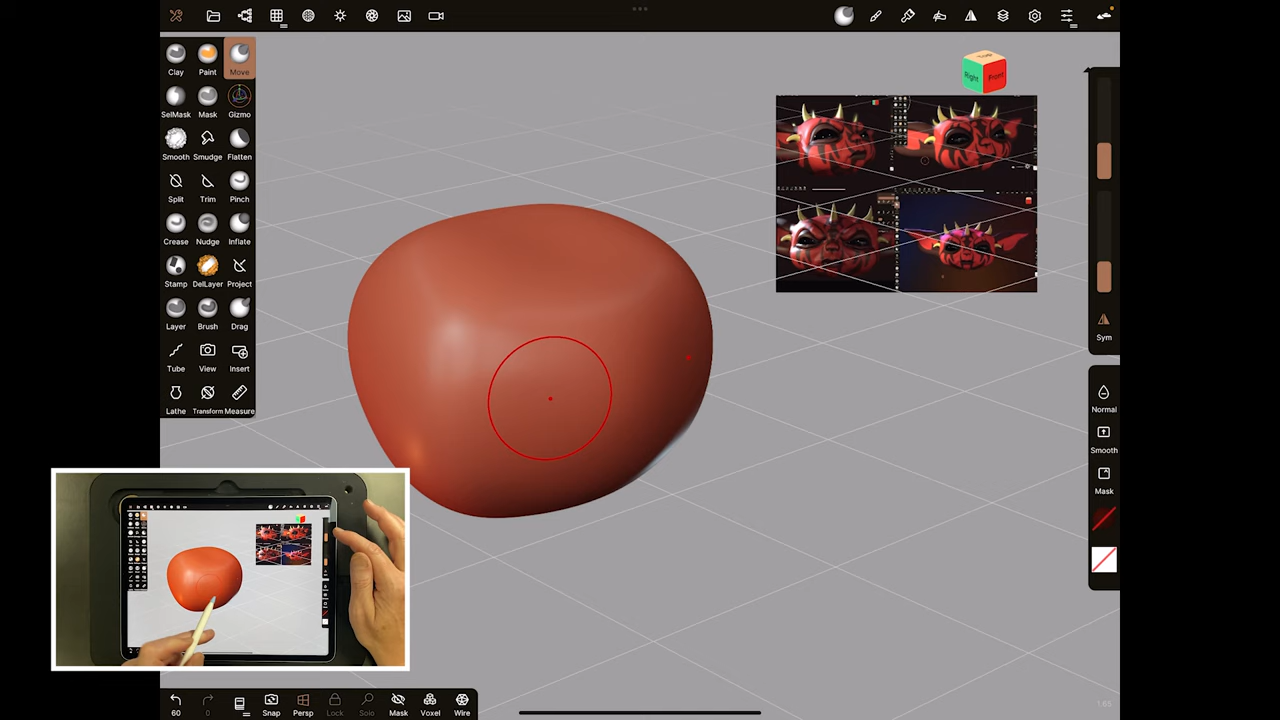 Clay Paint Move
SelMask Mask Gizmo
Smooth Smudge Flatten
Split Trim Pinch
Crease Nudge Inflate
Stamp DelLayer Project
Layer Brush Drag
Tube View Insert
Lathe Transform Measure
Right Front
Sym
Normal
Smooth
Mask
60 0 Snap Persp Lock Solo Mask Voxel Wire
1.65